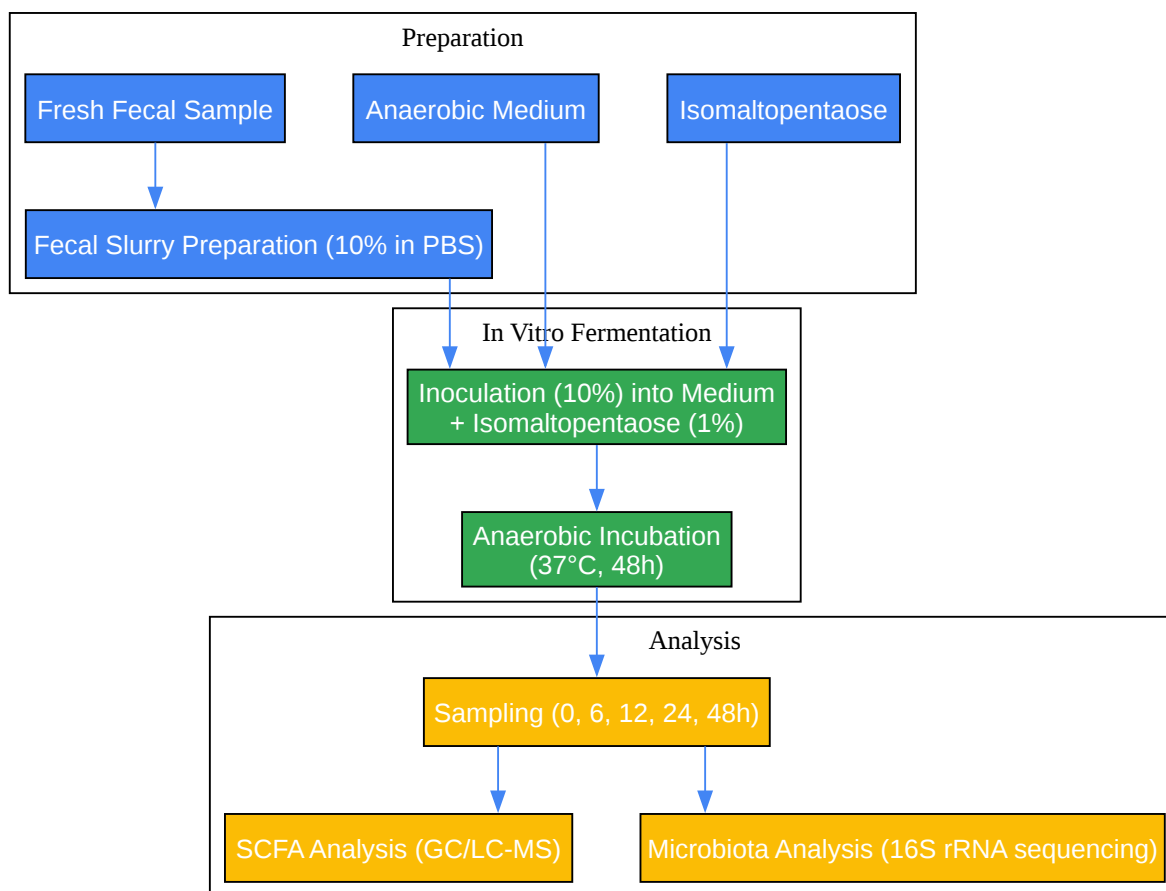 Preparation
Fresh Fecal Sample
Anaerobic Medium
Isomaltopentaose
Fecal Slurry Preparation (10% in PBS)
In Vitro Fermentation
Inoculation (10%) into Medium
+ Isomaltopentaose (1%)
Anaerobic Incubation
(37°C, 48h)
Analysis
Sampling (0, 6, 12, 24, 48h)
SCFA Analysis (GC/LC-MS)
Microbiota Analysis (16S rRNA sequencing)